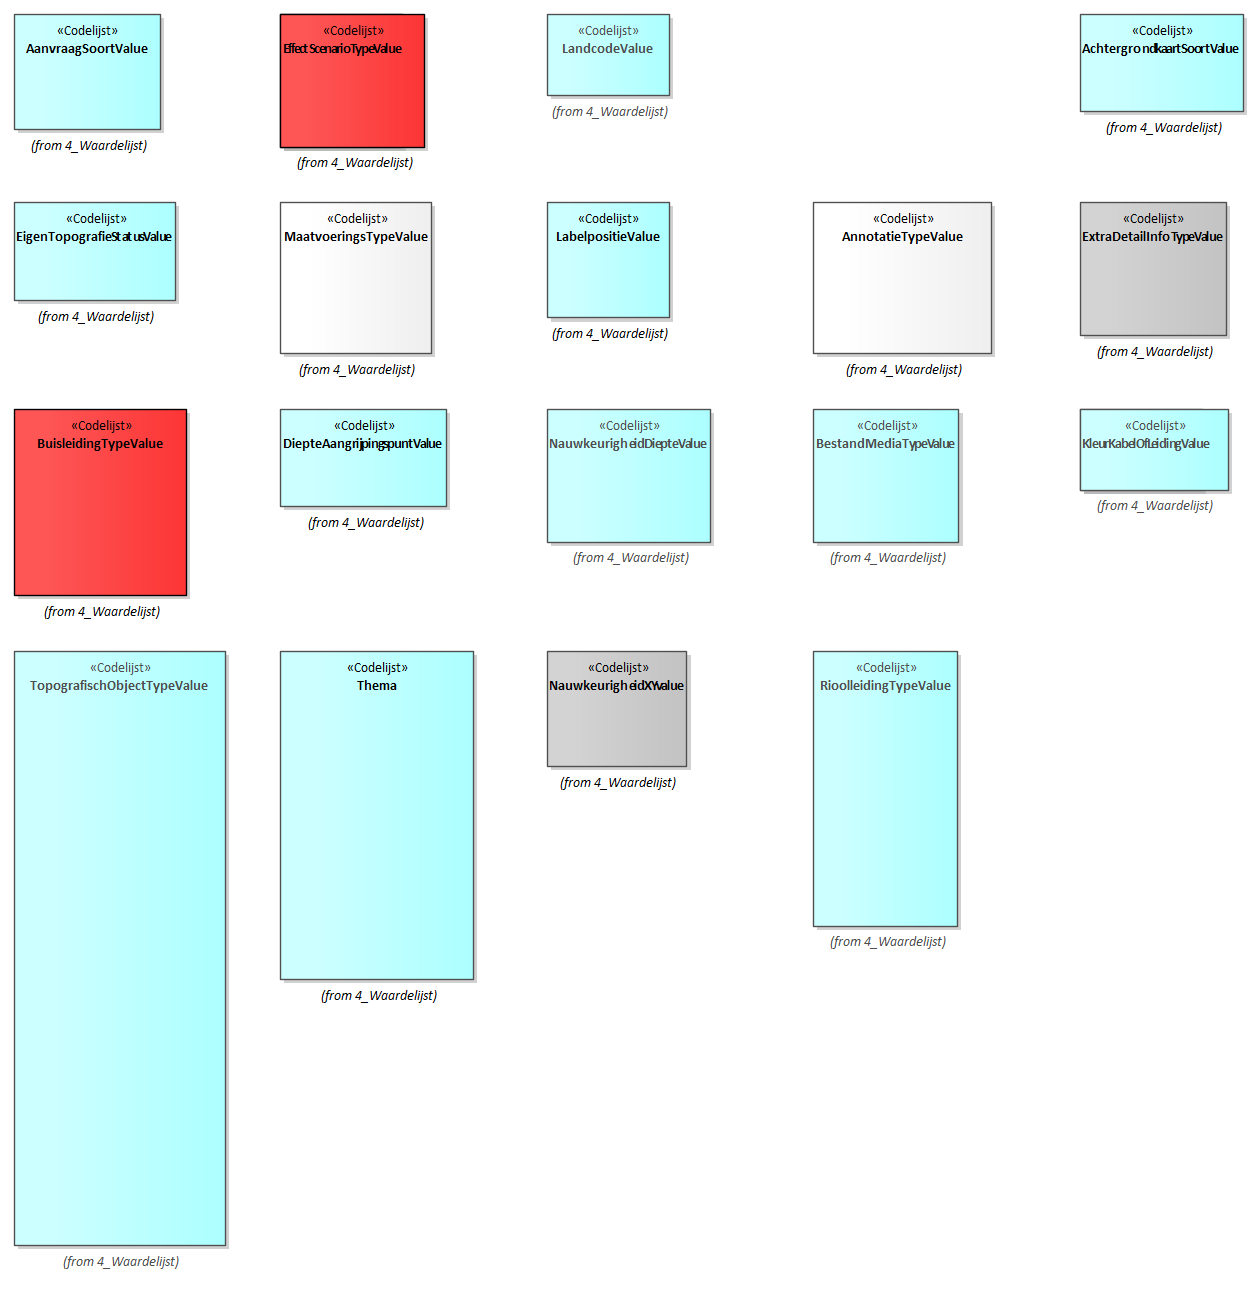 «Codelijst»
AanvraagSoortValue
(from 4_Waardelijst)
«Codelijst»
EffectScenarioTypeValue
(from 4_Waardelijst)
«Codelijst»
LandcodeValue
(from 4_Waardelijst)
«Codelijst»
AchtergrondkaartSoortValue
(from 4_Waardelijst)
«Codelijst»
EigenTopografieStatusValue
(from 4_Waardelijst)
«Codelijst»
MaatvoeringsTypeValue
(from 4_Waardelijst)
«Codelijst»
LabelpositieValue
(from 4_Waardelijst)
«Codelijst»
AnnotatieTypeValue
(from 4_Waardelijst)
«Codelijst»
ExtraDetailInfoTypeValue
(from 4_Waardelijst)
«Codelijst»
BuisleidingTypeValue
(from 4_Waardelijst)
«Codelijst»
DiepteAangrijpingspuntValue
(from 4_Waardelijst)
«Codelijst»
NauwkeurigheidDiepteValue
(from 4_Waardelijst)
«Codelijst»
BestandMediaTypeValue
(from 4_Waardelijst)
«Codelijst»
KleurKabelOfLeidingValue
(from 4_Waardelijst)
«Codelijst»
TopografischObjectTypeValue
(from 4_Waardelijst)
«Codelijst»
Thema
(from 4_Waardelijst)
«Codelijst»
NauwkeurigheidXYvalue
(from 4_Waardelijst)
«Codelijst»
RioolleidingTypeValue
(from 4_Waardelijst)